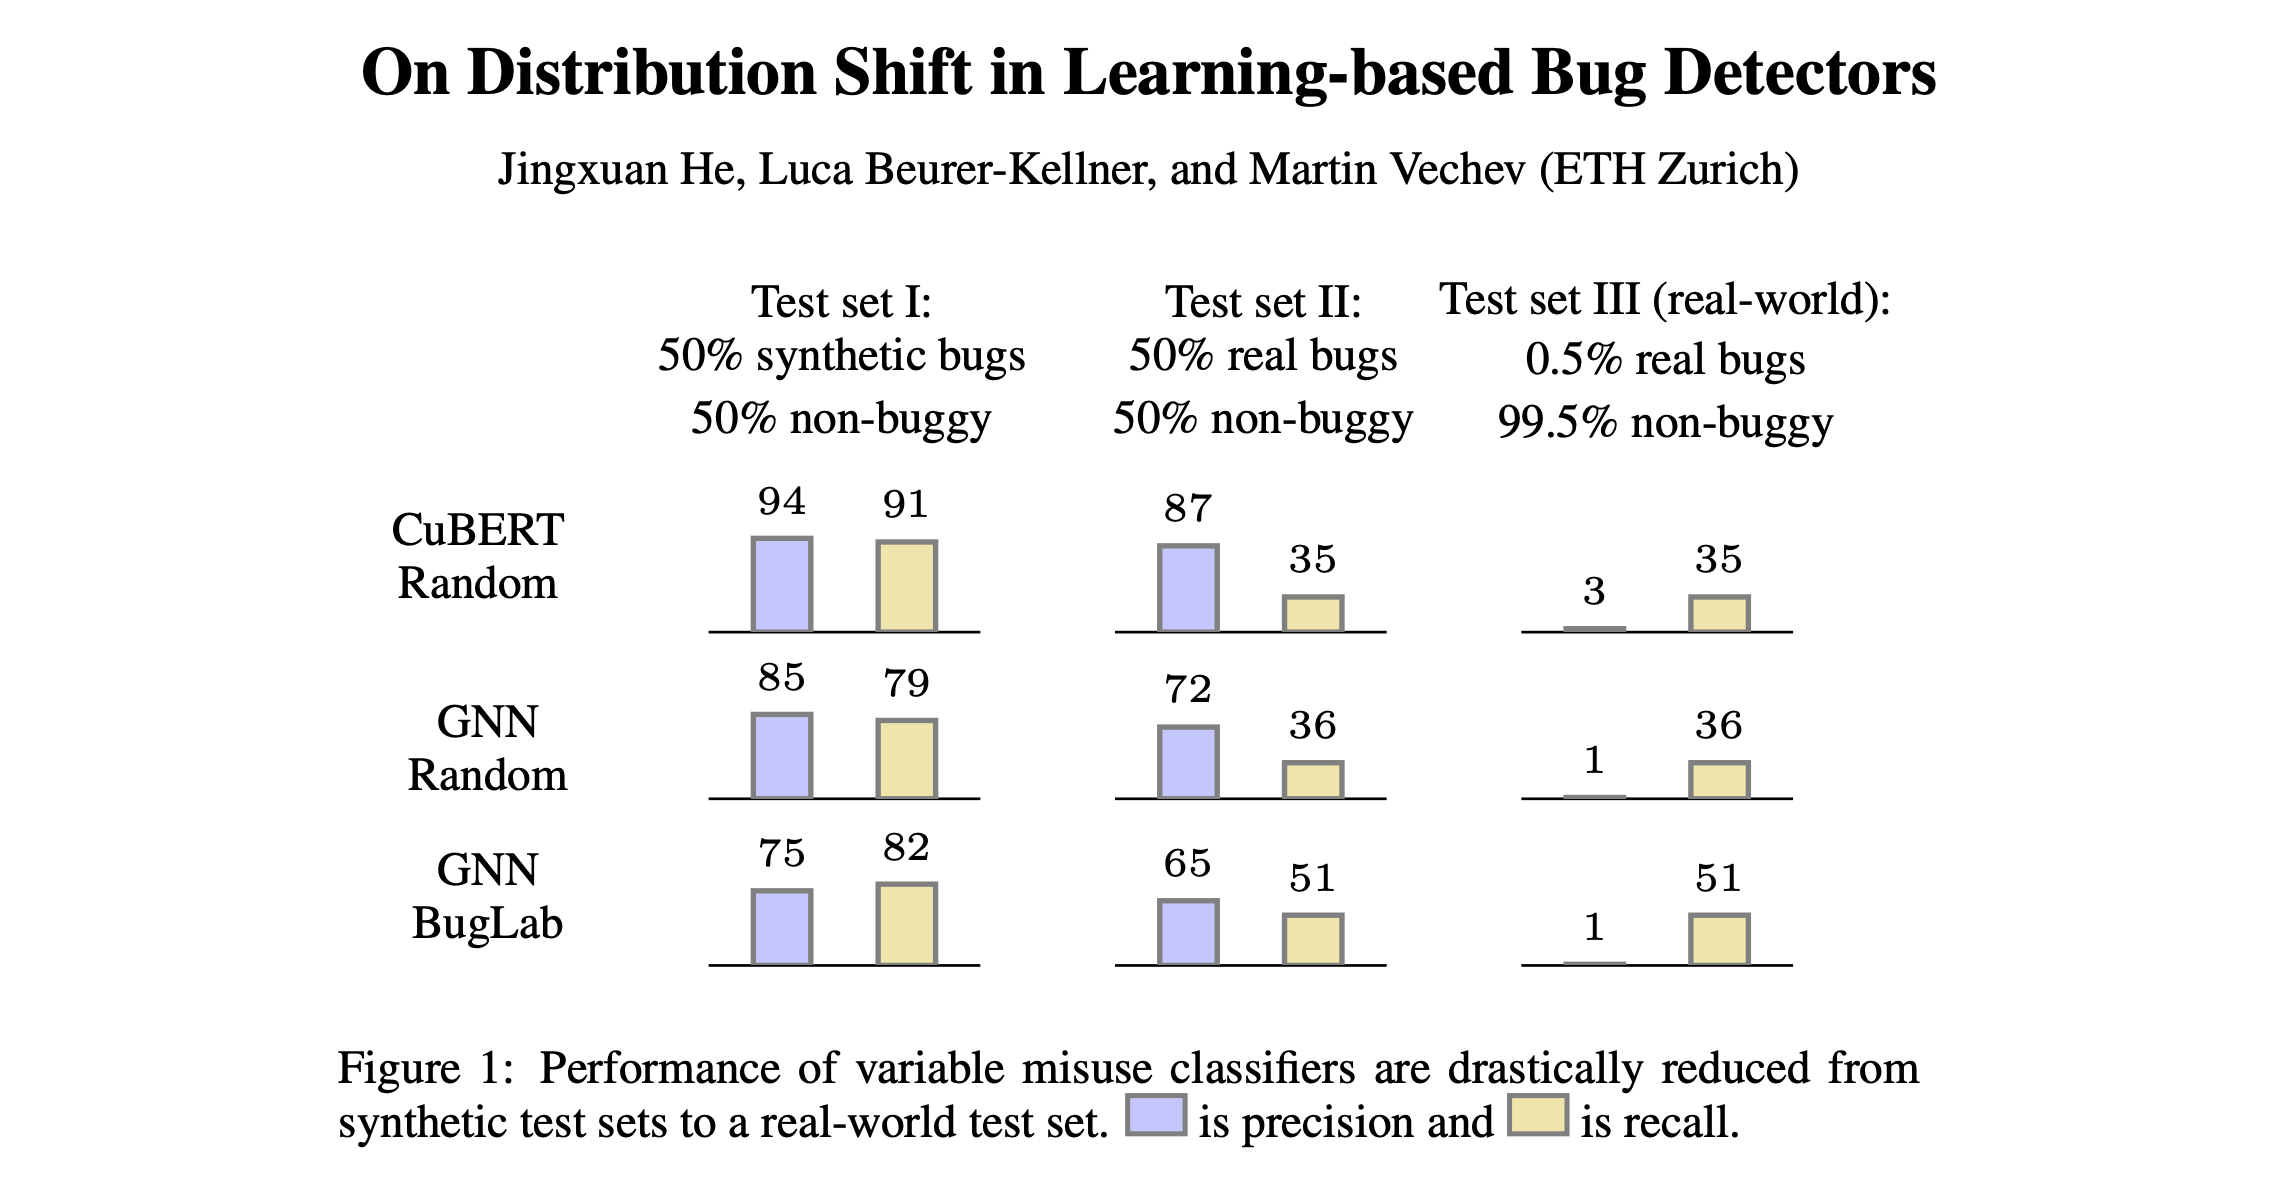 On Distribution Shift in Learning-based Bug Detectors
Jingxuan He, Luca Beurer-Kellner, and Martin Vechev (ETH Zurich)
Test set I:
50% synthetic bugs
50% non-buggy
Test set II:
50% real bugs
50% non-buggy
Test set III (real-world):
0.5% real bugs
99.5% non-buggy
CuBERT
Random
94 91
87 35
3 35
GNN
Random
85 79
72 36
1 36
GNN
BugLab
75 82
65 51
1 51
Figure 1: Performance of variable misuse classifiers are drastically reduced from
synthetic test sets to a real-world test set. is precision and is recall.